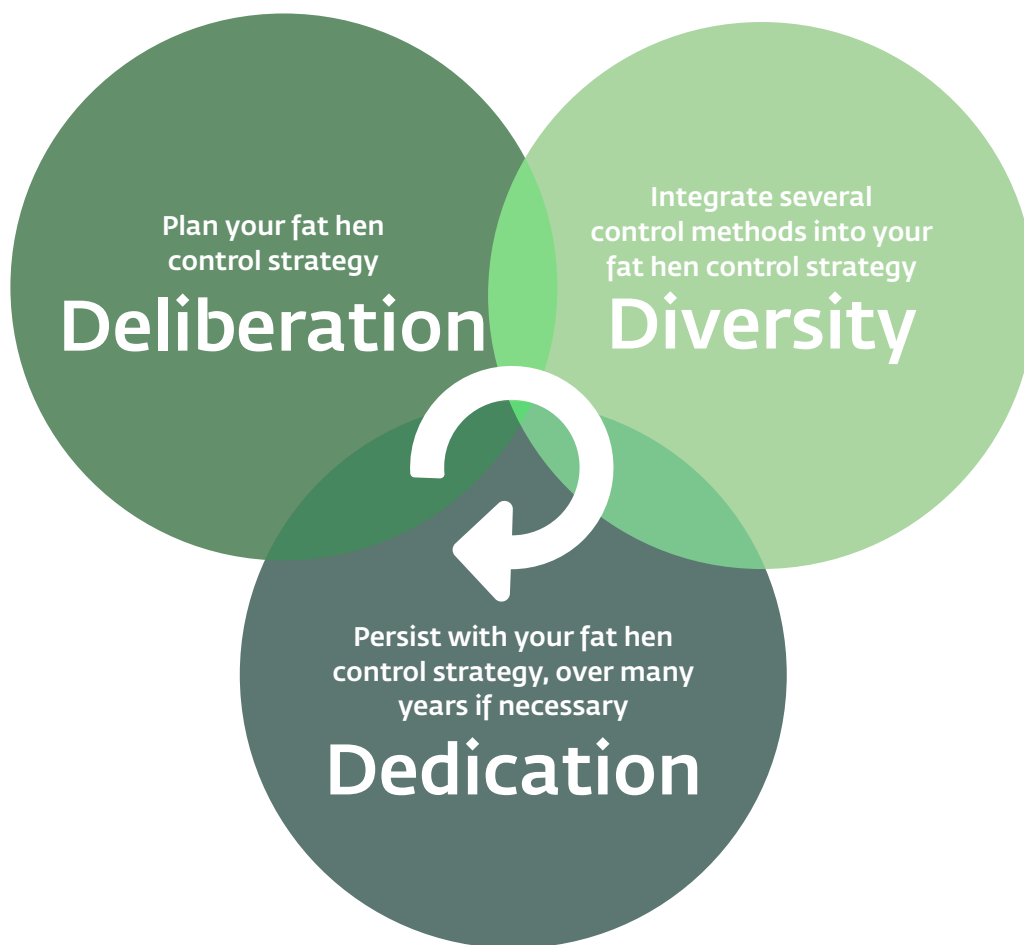 Plan your fat hen
control strategy
Deliberation
Integrate several
control methods into your
fat hen control strategy
Diversity
Persist with your fat hen
control strategy, over many
years if necessary
Dedication